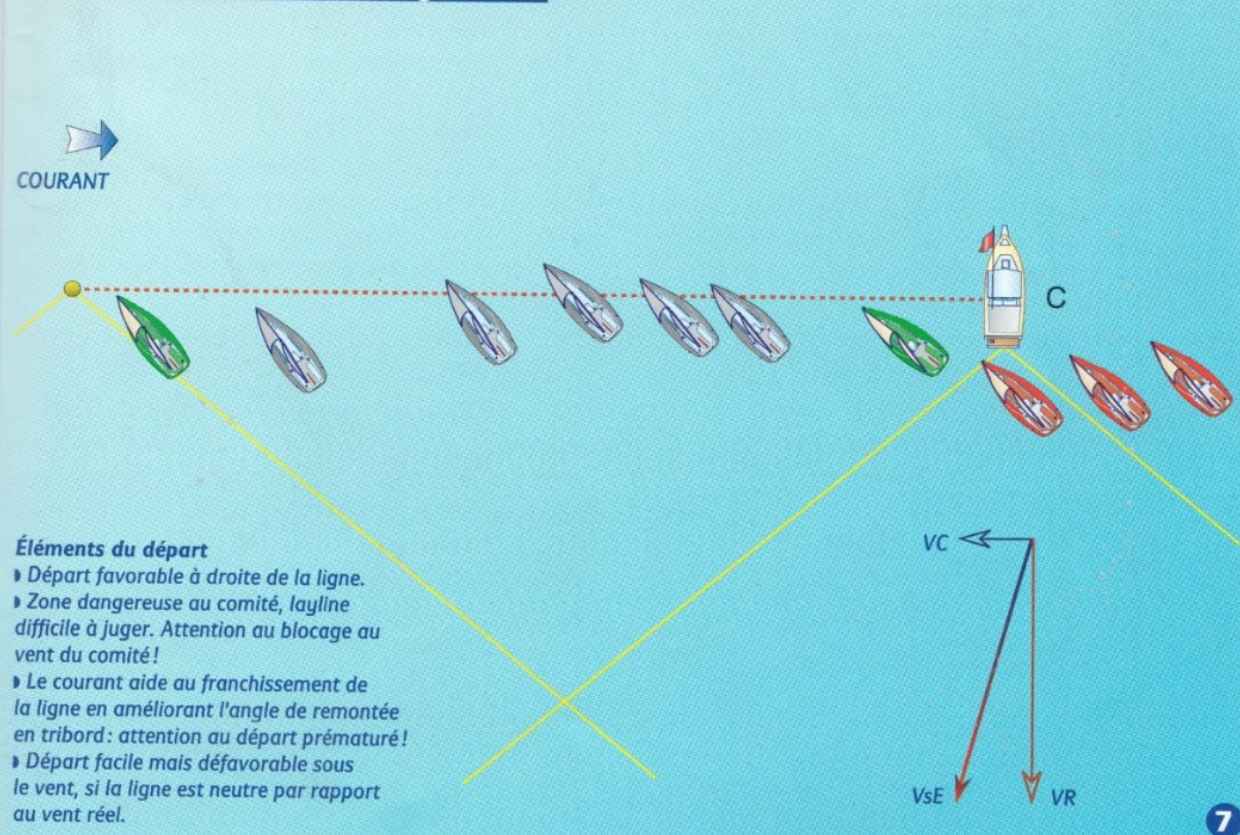 COURANT
C
Éléments du départ
Départ favorable à droite de la ligne.
Zone dangereuse au comité, layline
difficile à juger. Attention au blocage au
vent du comité !
Le courant aide au franchissement de
la ligne en améliorant l'angle de remontée
en tribord : attention au départ prématuré !
Départ facile mais défavorable sous
le vent, si la ligne est neutre par rapport
au vent réel.
VC
VsE
VR
7